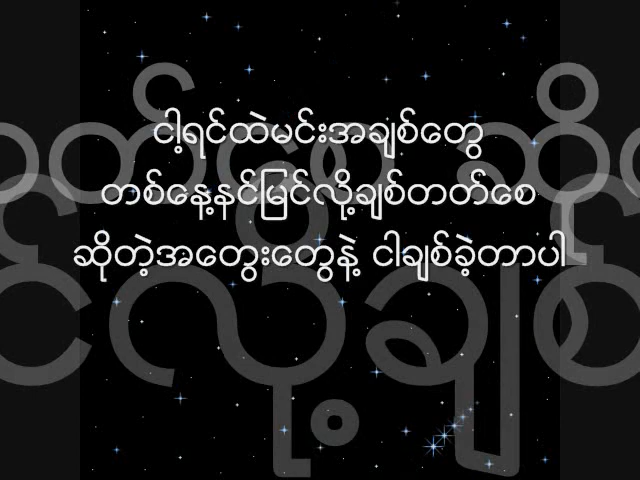 ငါ့ရင်ထဲမင်းအချစ်တွေ
တစ်နေ့နင်မြင်လို့ချစ်တတ်စေ
ဆိုတဲ့အတွေးတွေနဲ့ ငါချစ်ခဲ့တာပါ